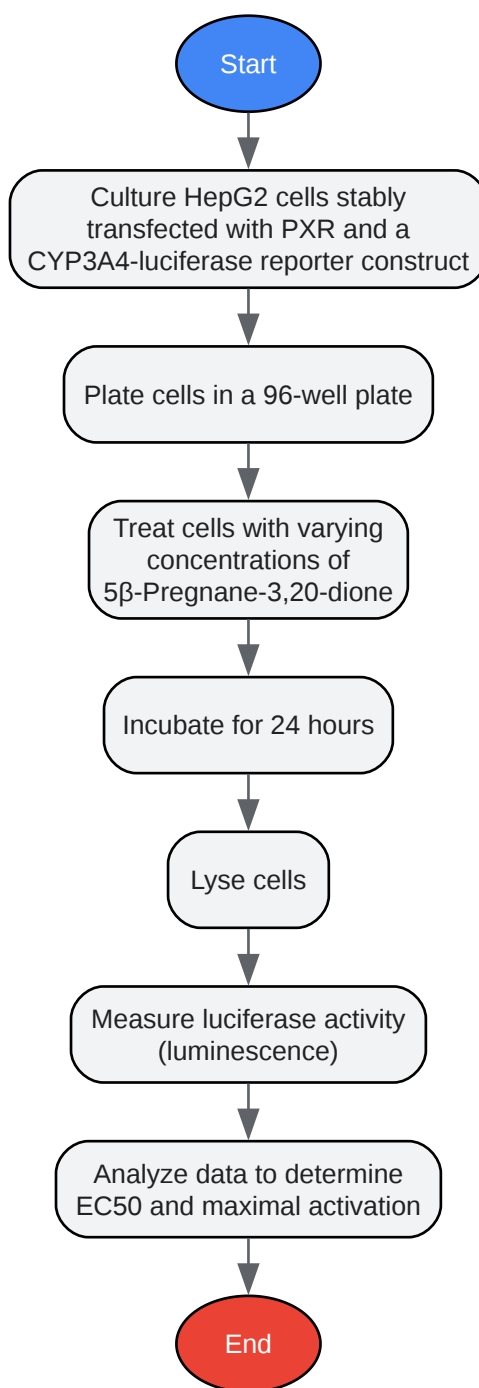 Start
Culture HepG2 cells stably
transfected with PXR and a
CYP3A4-luciferase reporter construct
Plate cells in a 96-well plate
Treat cells with varying
concentrations of
5β-Pregnane-3,20-dione
Incubate for 24 hours
Lyse cells
Measure luciferase activity
(luminescence)
Analyze data to determine
EC50 and maximal activation
End